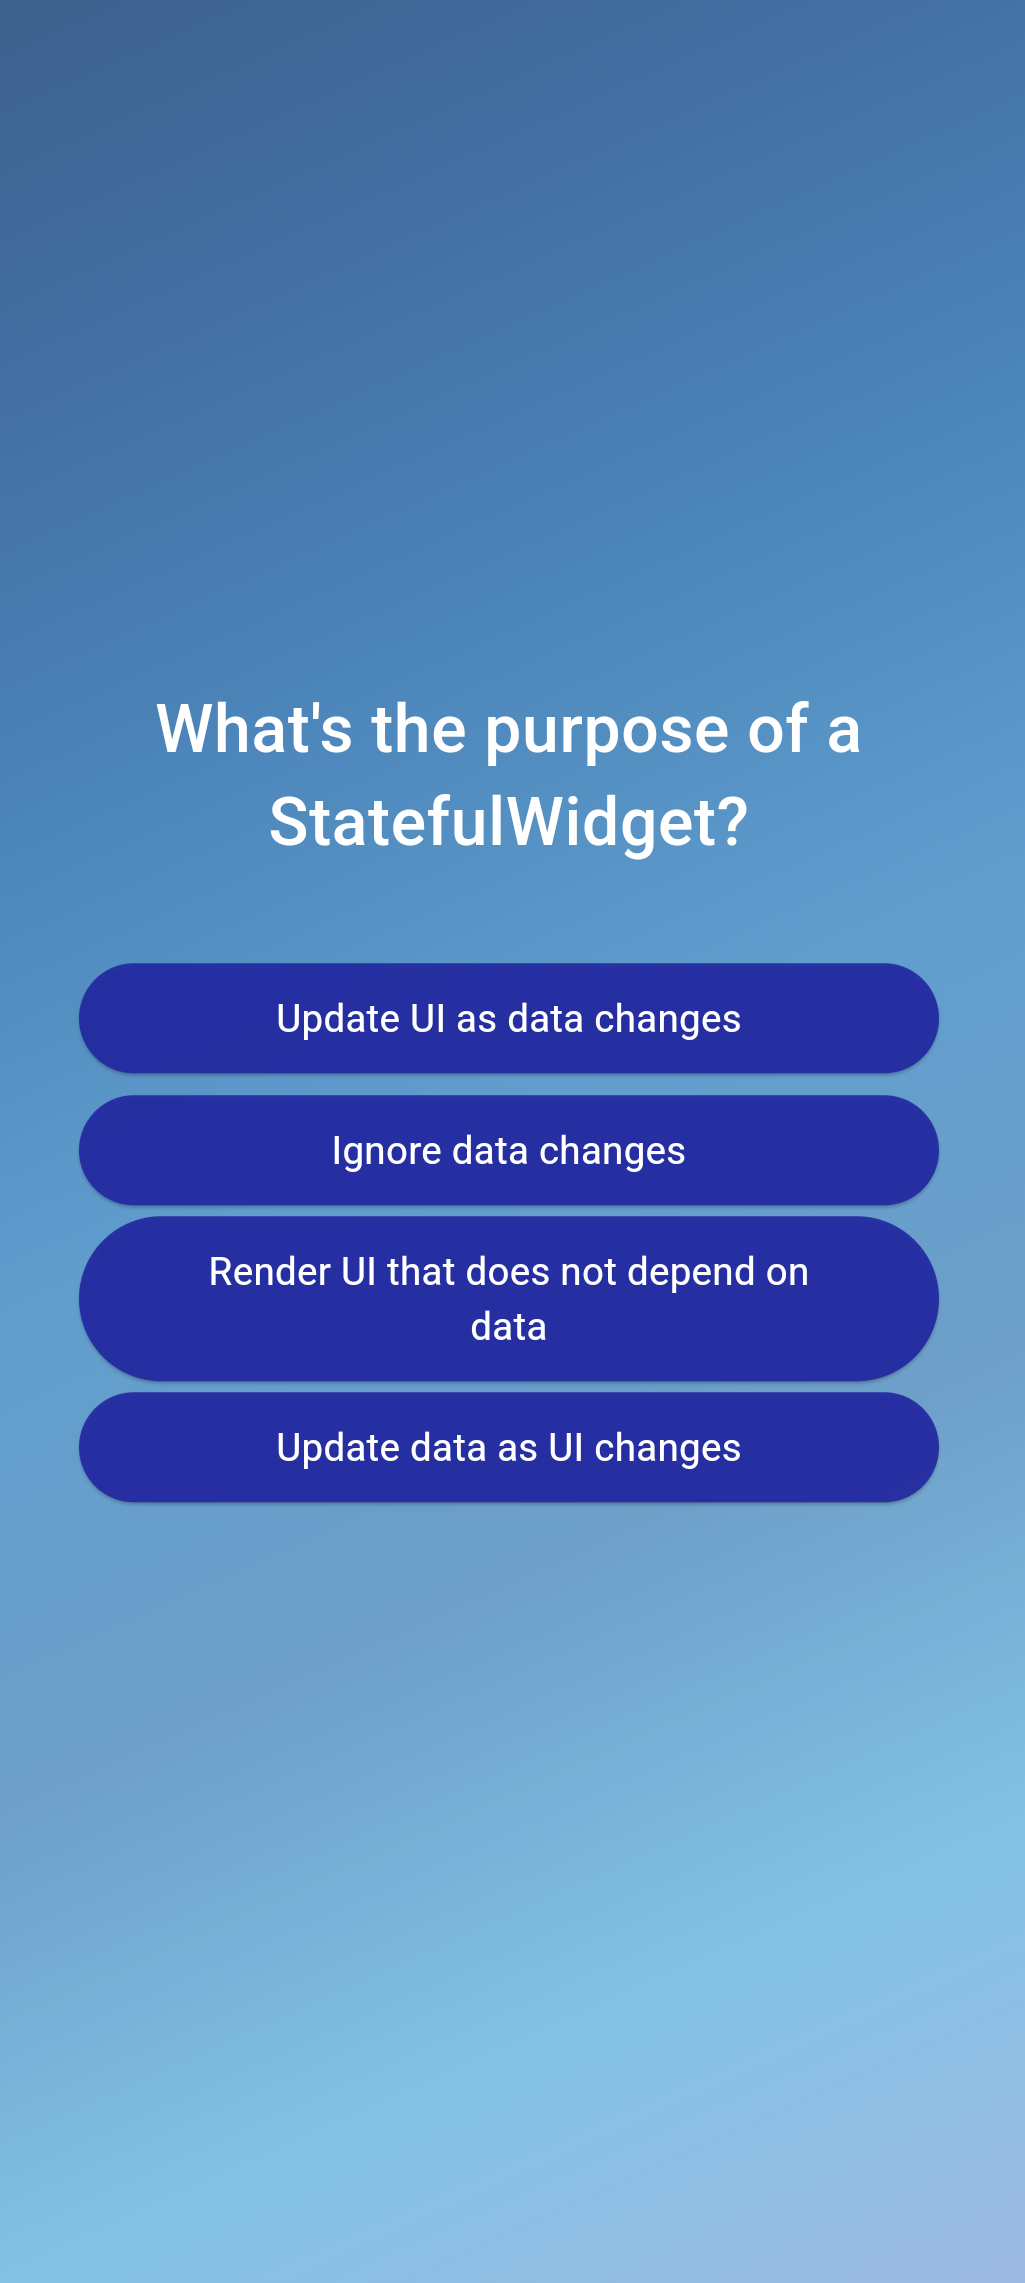 What's the purpose of a
StatefulWidget?
Update UI as data changes
Ignore data changes
Render UI that does not depend on
data
Update data as UI changes